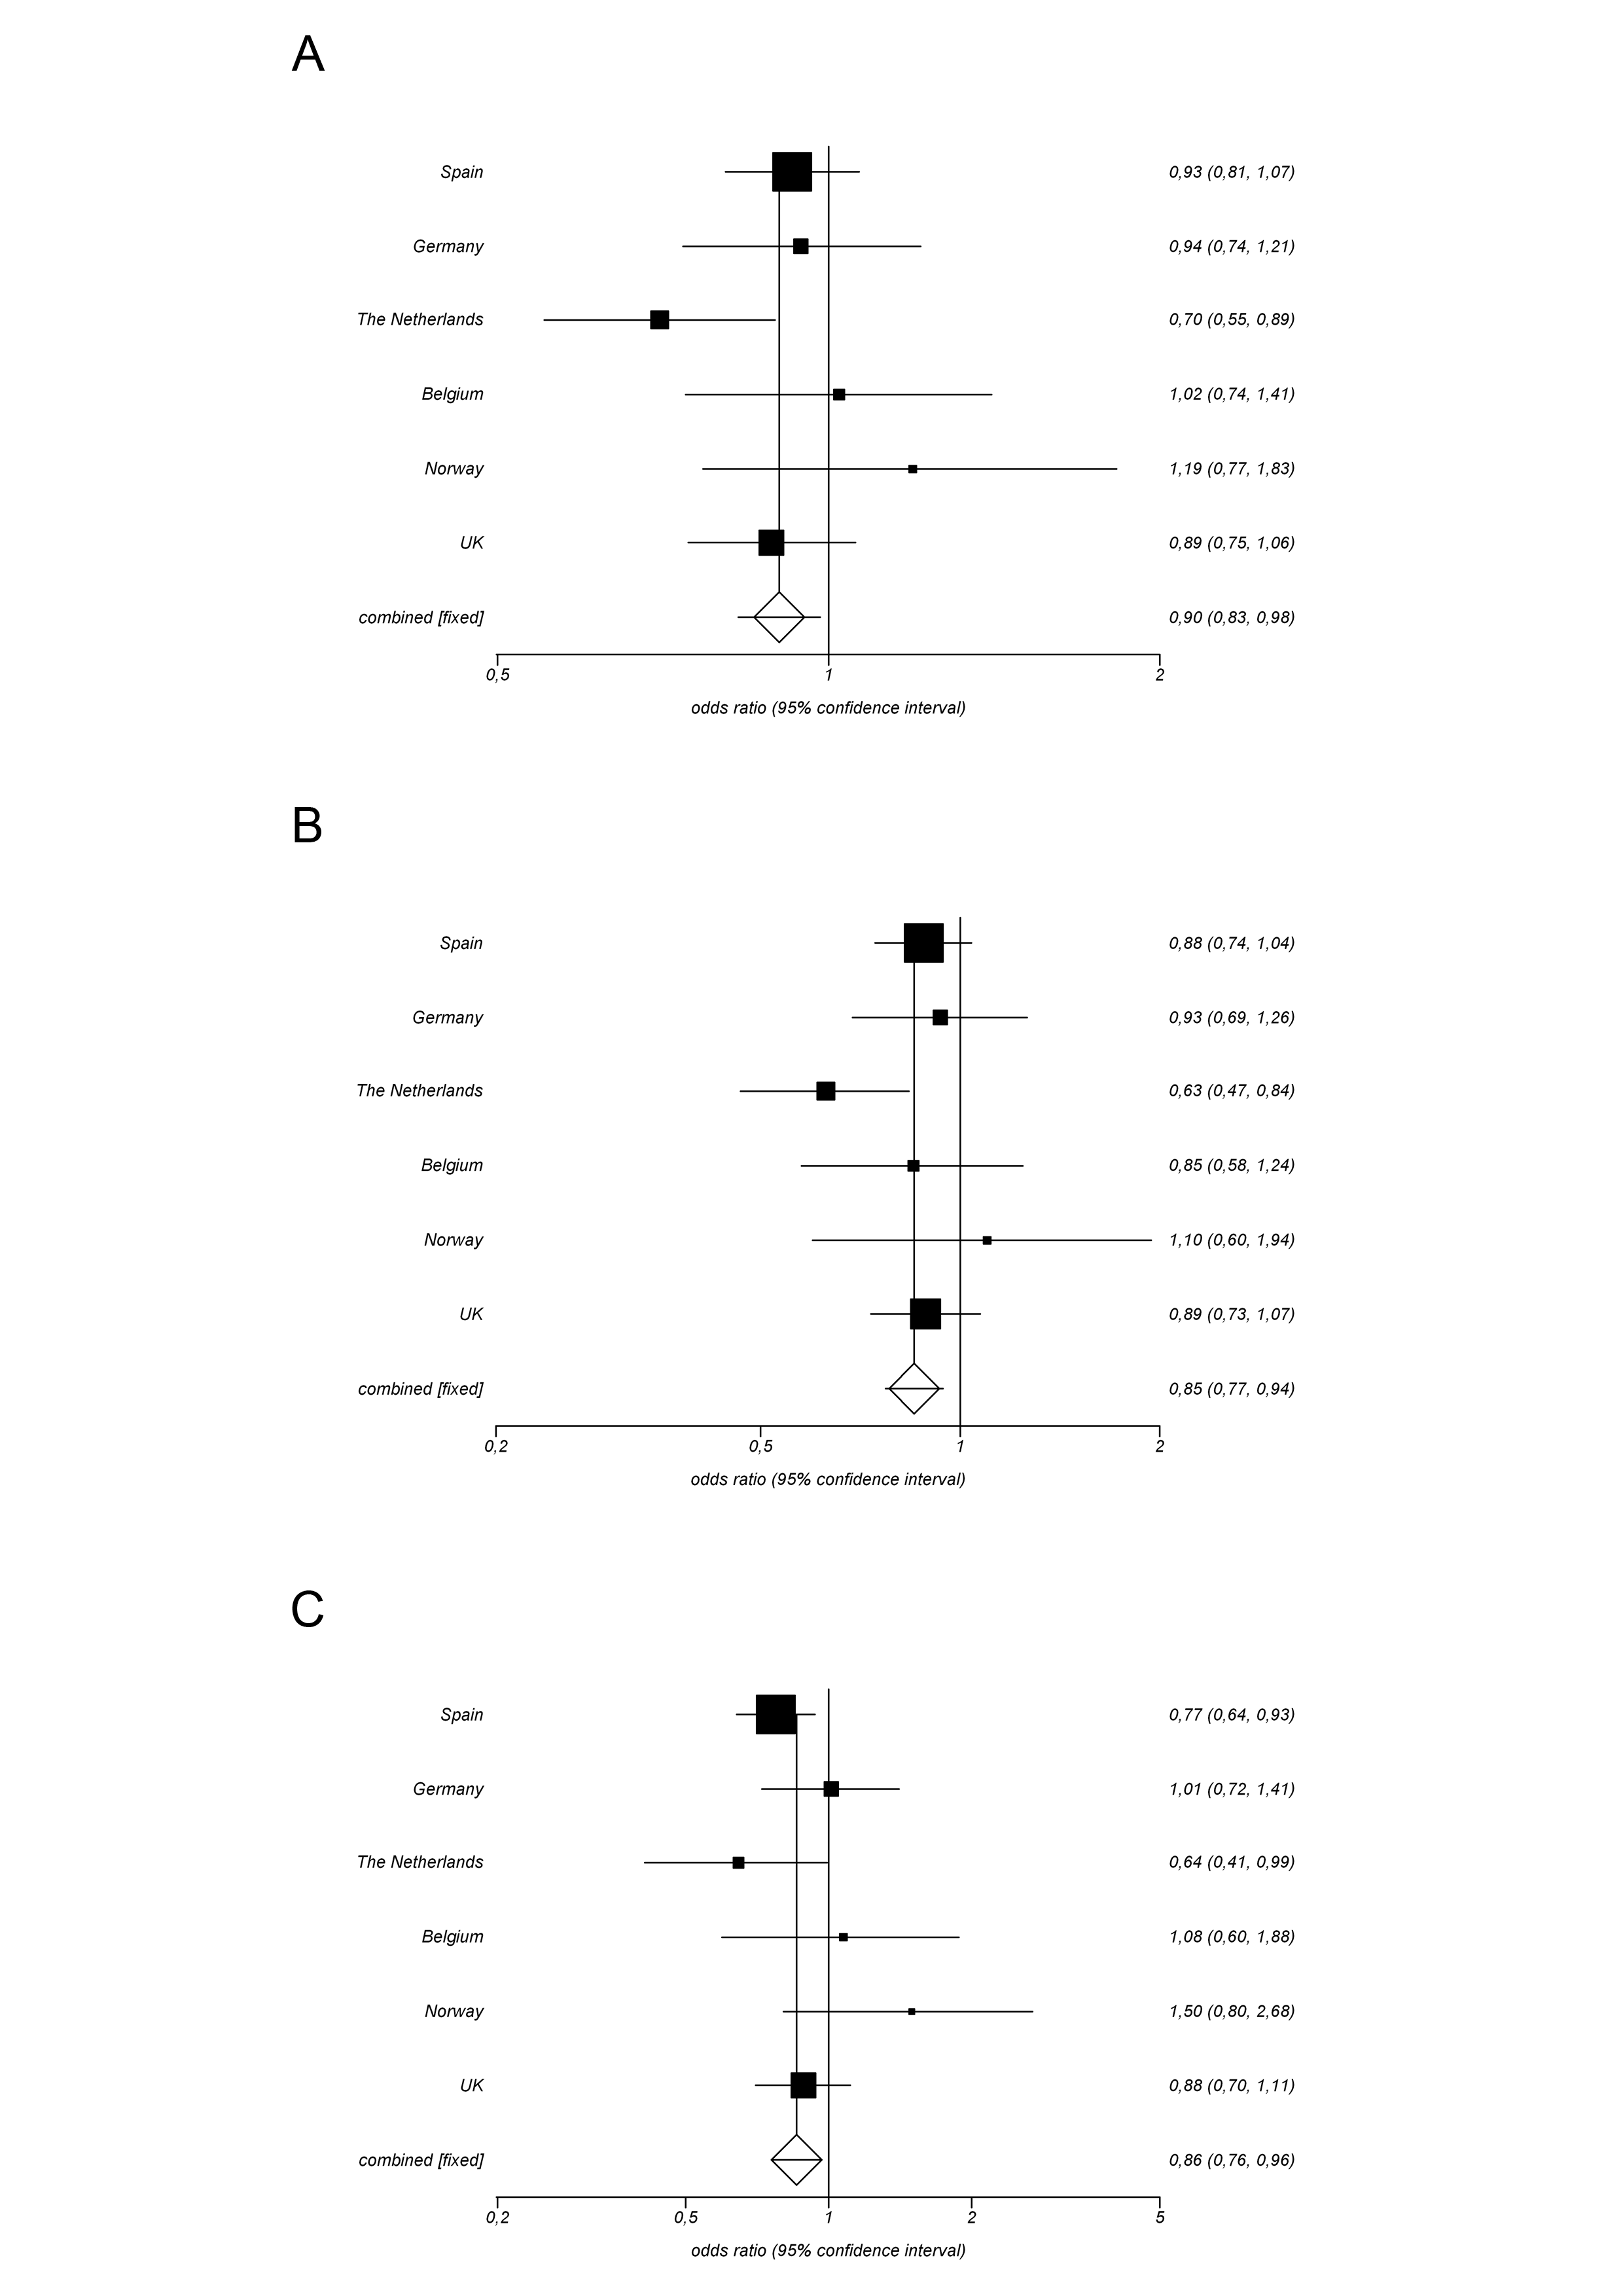 A
Spain 0,93 (0,81, 1,07)
Germany 0,94 (0,74, 1,21)
The Netherlands 0,70 (0,55, 0,89)
Belgium 1,02 (0,74, 1,41)
Norway 1,19 (0,77, 1,83)
UK 0,89 (0,75, 1,06)
combined [fixed] 0,90 (0,83, 0,98)
0,5 1 2
odds ratio (95% confidence interval)
B
Spain 0,88 (0,74, 1,04)
Germany 0,93 (0,69, 1,26)
The Netherlands 0,63 (0,47, 0,84)
Belgium 0,85 (0,58, 1,24)
Norway 1,10 (0,60, 1,94)
UK 0,89 (0,73, 1,07)
combined [fixed] 0,85 (0,77, 0,94)
0,2 0,5 1 2
odds ratio (95% confidence interval)
C
Spain 0,77 (0,64, 0,93)
Germany 1,01 (0,72, 1,41)
The Netherlands 0,64 (0,41, 0,99)
Belgium 1,08 (0,60, 1,88)
Norway 1,50 (0,80, 2,68)
UK 0,88 (0,70, 1,11)
combined [fixed] 0,86 (0,76, 0,96)
0,2 0,5 1 2 5
odds ratio (95% confidence interval)